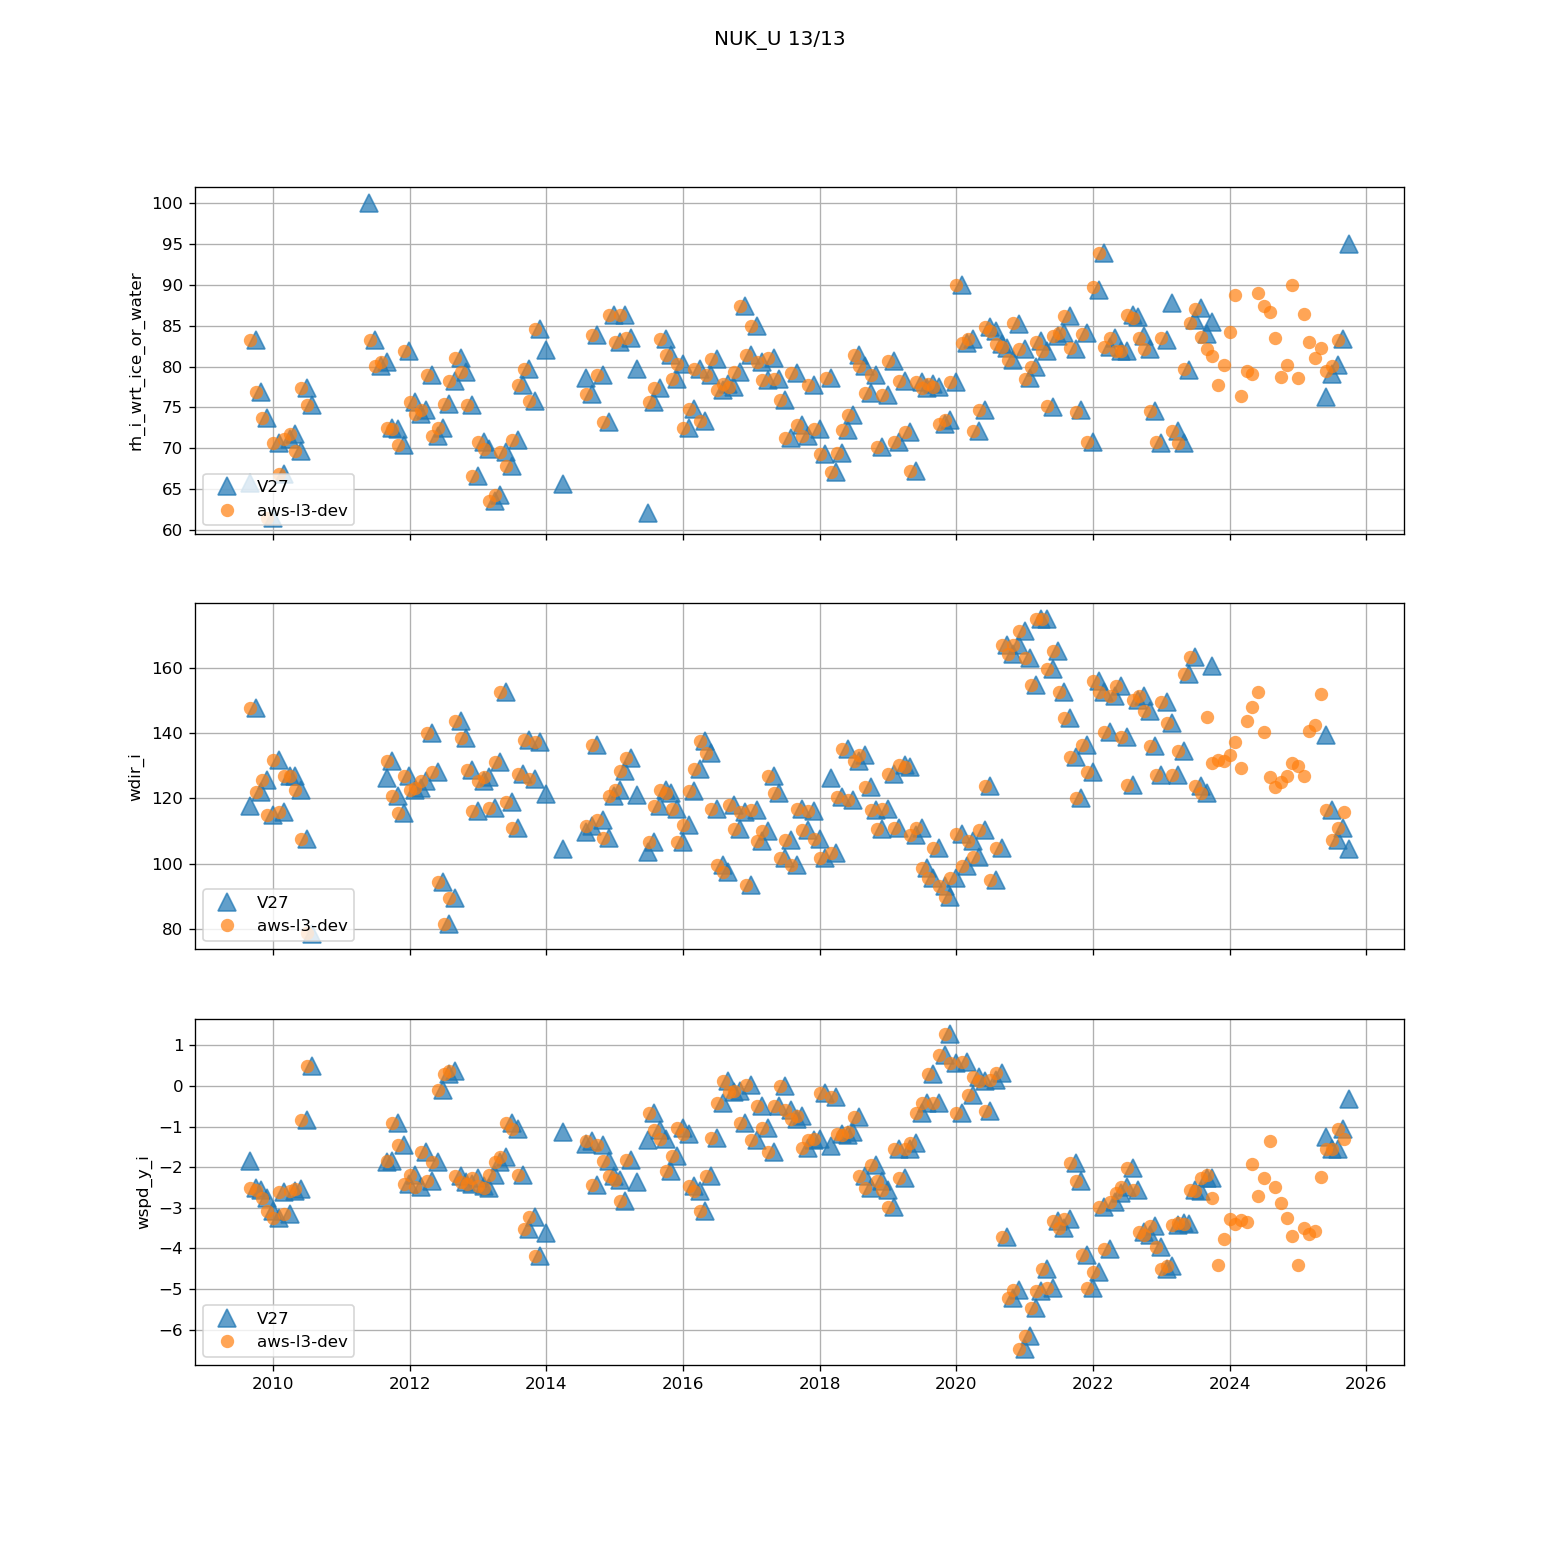 NUK_U 13/13
100
95
90
85
80
75
70
65
60
rh_i_wrt_ice_or_water
V27
aws-l3-dev
160
140
120
100
80
wdir_i
V27
aws-l3-dev
1
0
−1
−2
−3
−4
−5
−6
wspd_y_i
V27
aws-l3-dev
2010 2012 2014 2016 2018 2020 2022 2024 2026